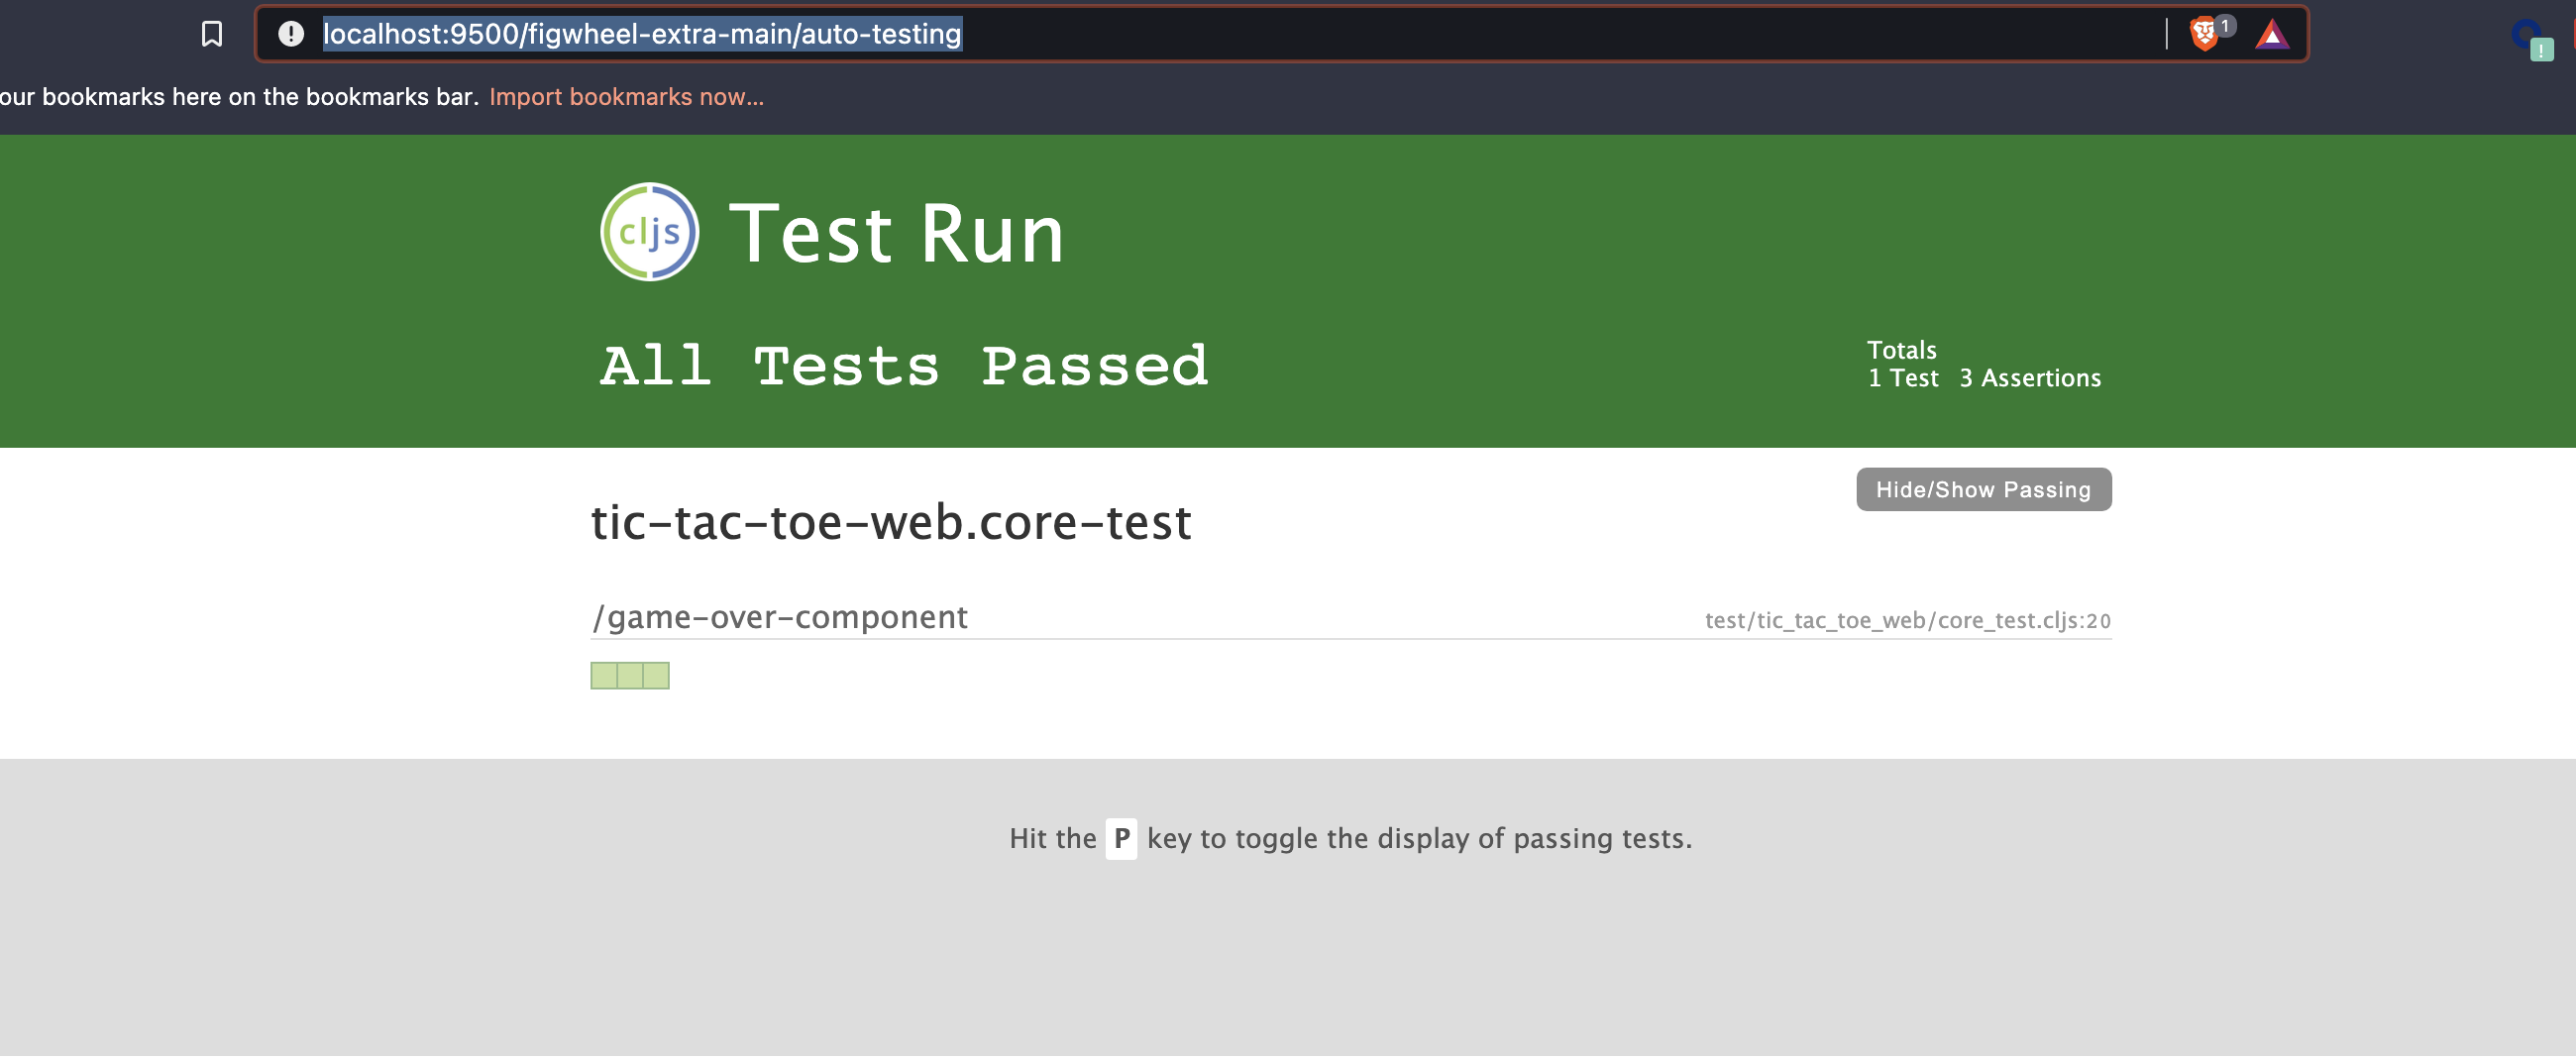 localhost:9500/figwheel-extra-main/auto-testing
1
!
our bookmarks here on the bookmarks bar. Import bookmarks now...
cljs Test Run
All Tests Passed
Totals
1 Test 3 Assertions
Hide/Show Passing
tic-tac-toe-web.core-test
/game-over-component
test/tic_tac_toe_web/core_test.cljs:20
Hit the P key to toggle the display of passing tests.